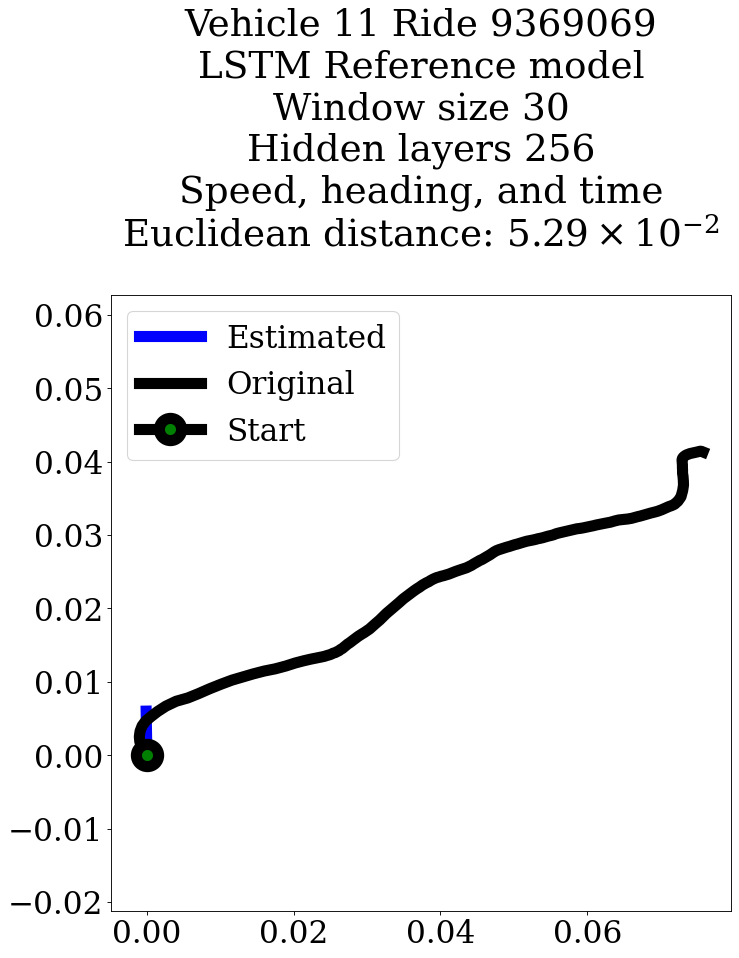 Vehicle 11 Ride 9369069
LSTM Reference model
Window size 30
Hidden layers 256
Speed, heading, and time
Euclidean distance: 5.29 × 10⁻²
Estimated
Original
Start
0.06
0.05
0.04
0.03
0.02
0.01
0.00
−0.01
−0.02
0.00 0.02 0.04 0.06